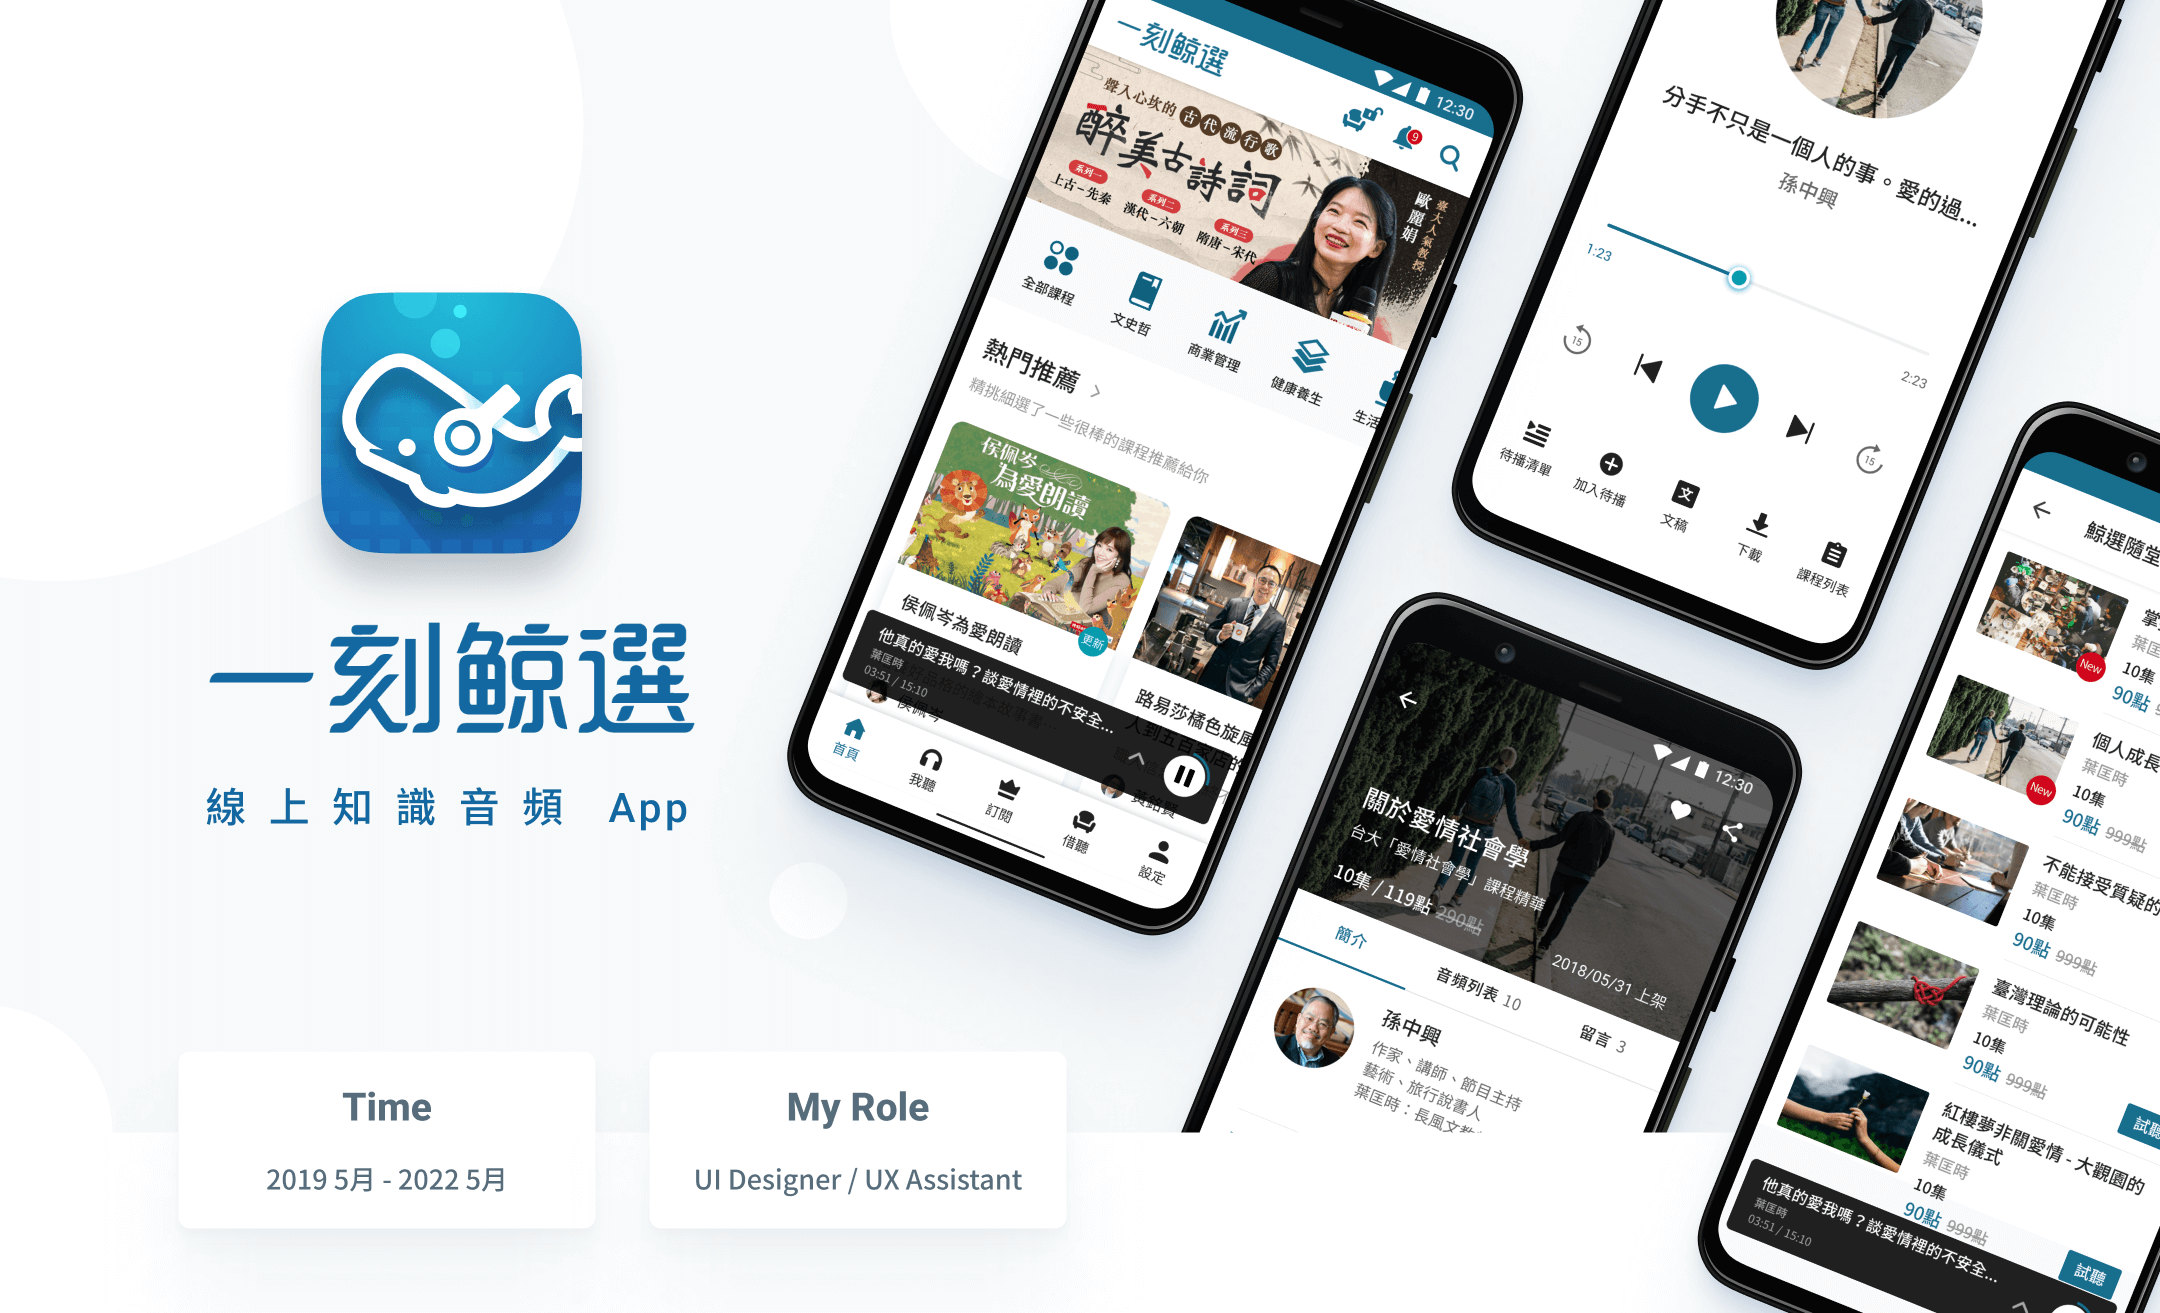 一刻鯨選
線上知識音頻 App
Time
2019 5月 - 2022 5月
My Role
UI Designer / UX Assistant
12:30
一刻鯨選
9
聲入心坎的古代流行歌
醉美古詩詞
系列一
上古-先秦
系列二
漢代-六朝
系列三
隋唐-宋代
臺大人氣教授
歐麗娟
全部課程
文史哲
商業管理
健康養生
生活
熱門推薦
精挑細選了一些很棒的課程推薦給你
侯佩岑
為愛朗讀
更新
侯佩岑為愛朗讀
侯佩岑
路易莎橘色旋風
人到五百家店的
黃銘賢
他真的愛我嗎？談愛情裡的不安全...
葉匡時
03:51 / 15:10
首頁
我聽
訂閱
借聽
設定
分手不只是一個人的事。愛的過...
孫中興
1:23
2:23
15
15
待播清單
加入待播
文稿
下載
課程列表
12:30
關於愛情社會學
台大「愛情社會學」課程精華
10集 / 119點 290點
2018/05/31 上架
簡介
音頻列表 10
留言 3
孫中興
作家、講師、節目主持
藝術、旅行說書人
葉匡時：長風文教
鯨選隨堂
New
掌
葉匡
10集
90點
New
個人成長
葉匡時
10集
90點 999點
不能接受質疑的
葉匡時
10集
90點 999點
臺灣理論的可能性
葉匡時
10集
90點 999點
試聽
紅樓夢非關愛情 - 大觀園的
成長儀式
葉匡時
10集
90點 999點
試聽
他真的愛我嗎？談愛情裡的不安全...
葉匡時
03:51 / 15:10